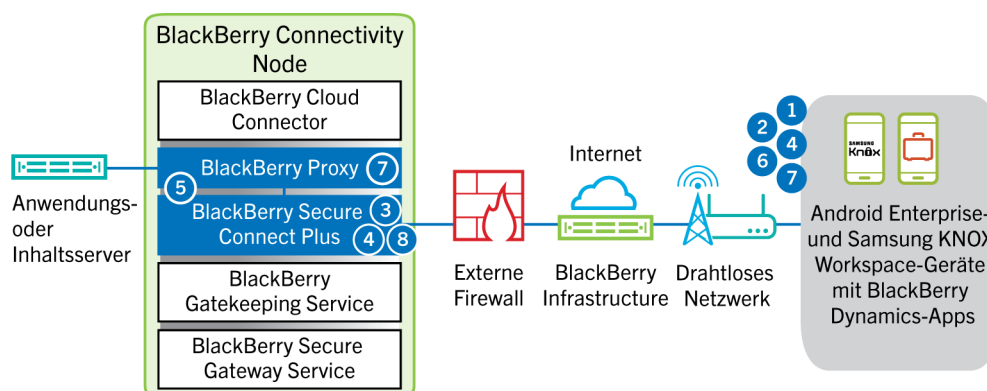 BlackBerry Connectivity
Node
BlackBerry Cloud
Connector
BlackBerry Proxy 7
5
BlackBerry Secure 3
Connect Plus 4 8
BlackBerry
Gatekeeping Service
BlackBerry Secure
Gateway Service
Anwendungs-
oder
Inhaltsserver
Externe
Firewall
Internet
BlackBerry
Infrastructure
Drahtloses
Netzwerk
1
2
4
6
7
SAMSUNG
Knox
Android Enterprise-
und Samsung KNOX
Workspace-Geräte
mit BlackBerry
Dynamics-Apps